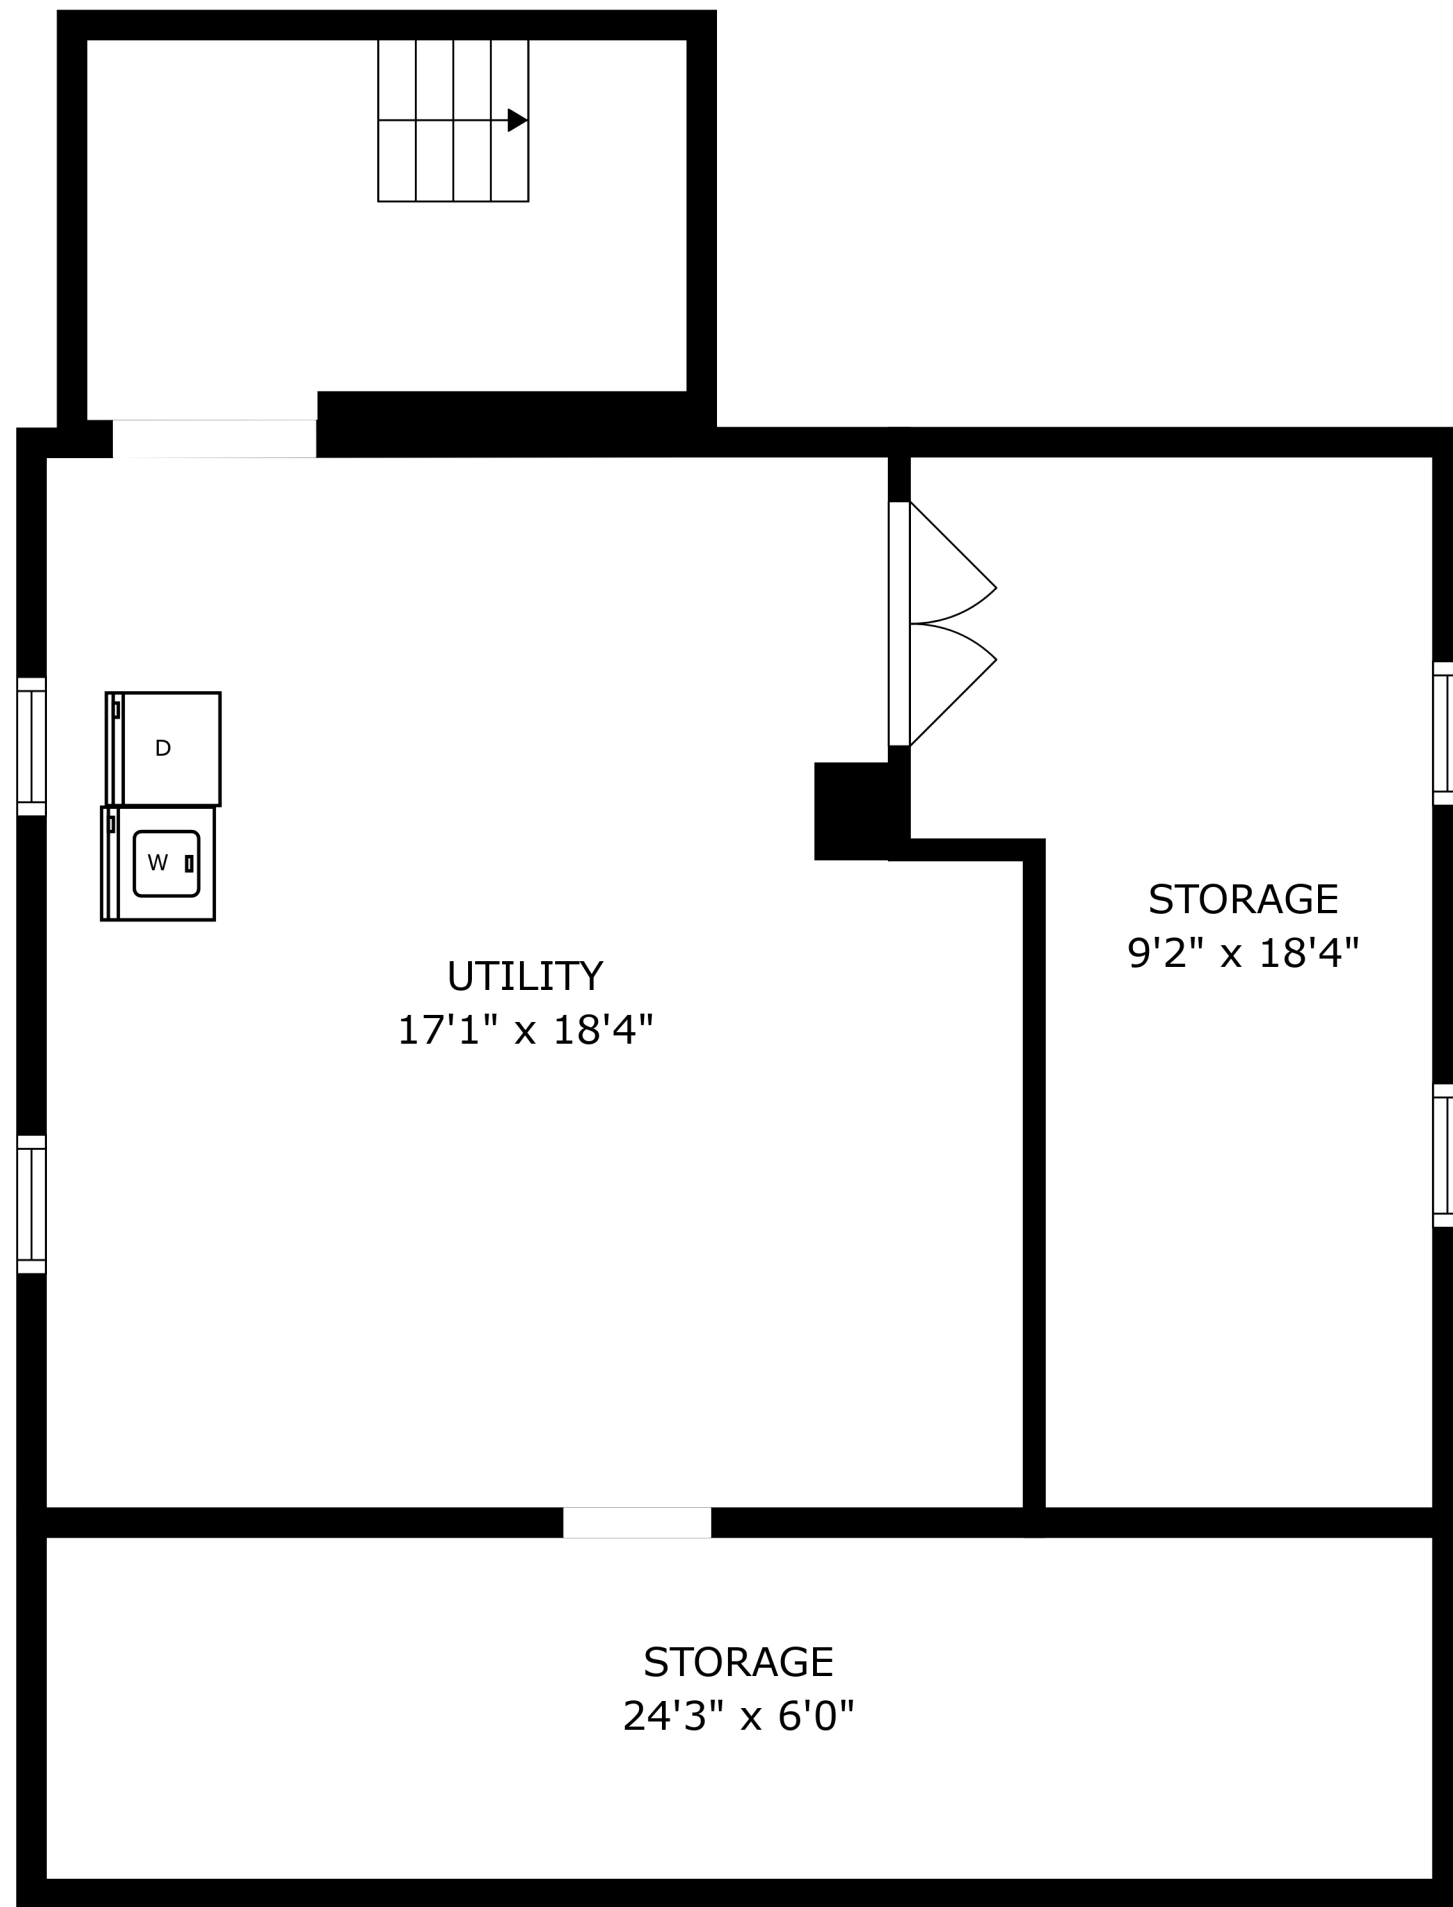 D
W
STORAGE
9'2" x 18'4"
UTILITY
17'1" x 18'4"
STORAGE
24'3" x 6'0"